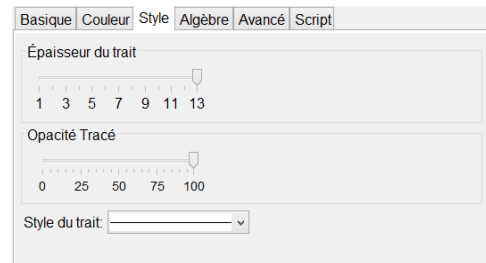 Basique Couleur Style Algèbre Avancé Script
Épaisseur du trait
1 3 5 7 9 11 13
Opacité Tracé
0 25 50 75 100
Style du trait: